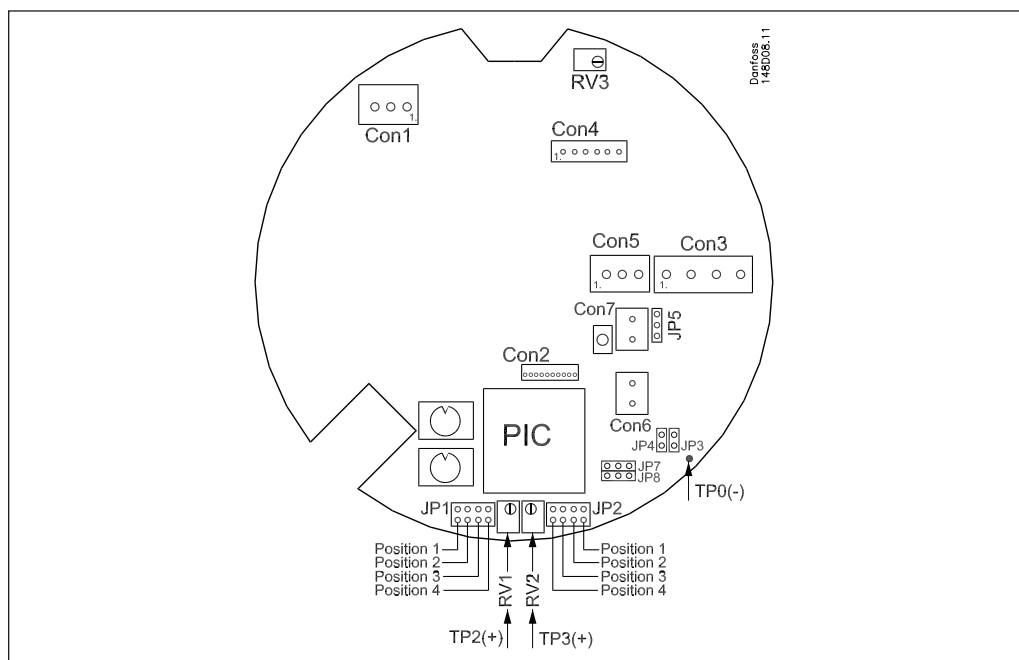 Danfoss
148D08.11
RV3
1.
Con1
Con4
1.
Con5
Con3
1.
1.
Con7
JP5
Con2
PIC
Con6
JP4
JP3
JP7
JP8
TP0(-)
JP1
JP2
Position 1
Position 2
Position 3
Position 4
RV1
RV2
Position 1
Position 2
Position 3
Position 4
TP2(+)
TP3(+)